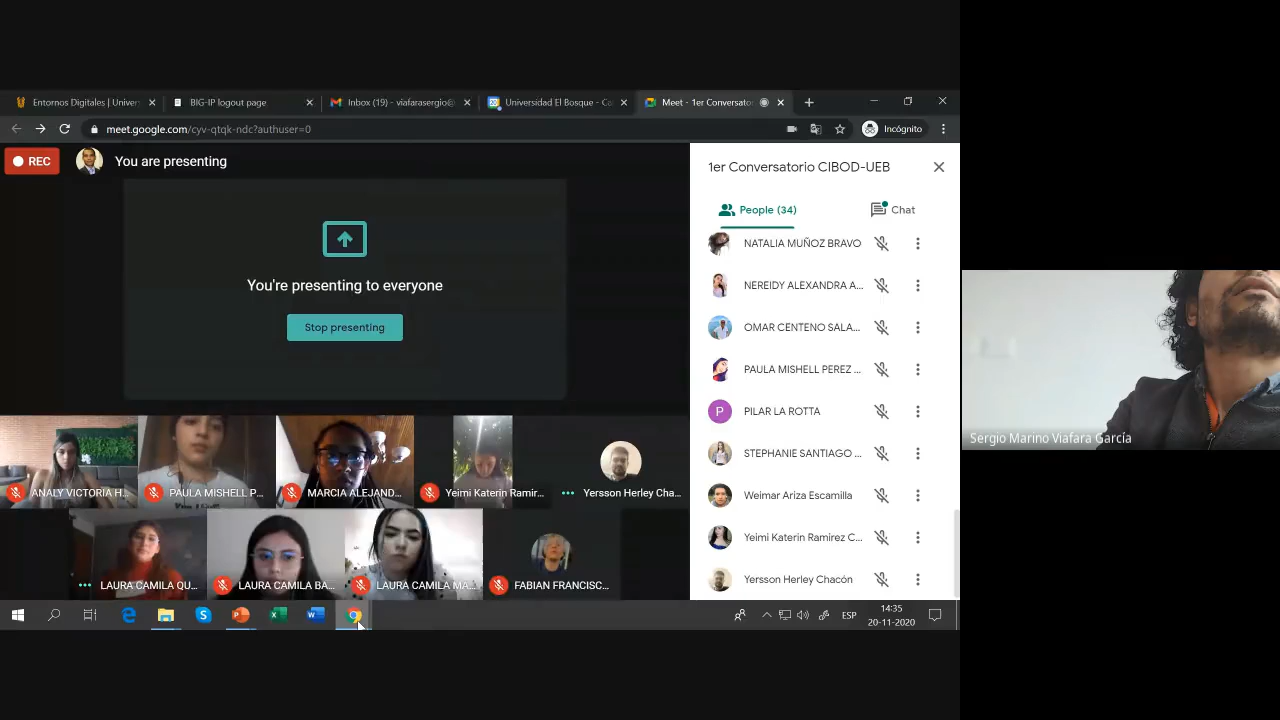 Entornos Digitales | Univer
BIG-IP logout page
Inbox (19) - viafarasergio@
Universidad El Bosque - Co
Meet - 1er Conversator
meet.google.com/cyv-qtqk-ndc?authuser=0
Incógnito
REC
You are presenting
You're presenting to everyone
Stop presenting
1er Conversatorio CIBOD-UEB
People (34)
Chat
NATALIA MUÑOZ BRAVO
NEREIDY ALEXANDRA A...
OMAR CENTENO SALA...
PAULA MISHELL PEREZ ...
P
PILAR LA ROTTA
STEPHANIE SANTIAGO ...
Weimar Ariza Escamilla
Yeimi Katerin Ramirez C...
Yersson Herley Chacón
ANALY VICTORIA H...
PAULA MISHELL P...
MARCIA ALEJAND...
Yeimi Katerin Ramir...
Yersson Herley Cha...
LAURA CAMILA QU...
LAURA CAMILA BA...
LAURA CAMILA MA...
FABIAN FRANCISC...
Sergio Marino Viafara García
ESP
14:35
20-11-2020